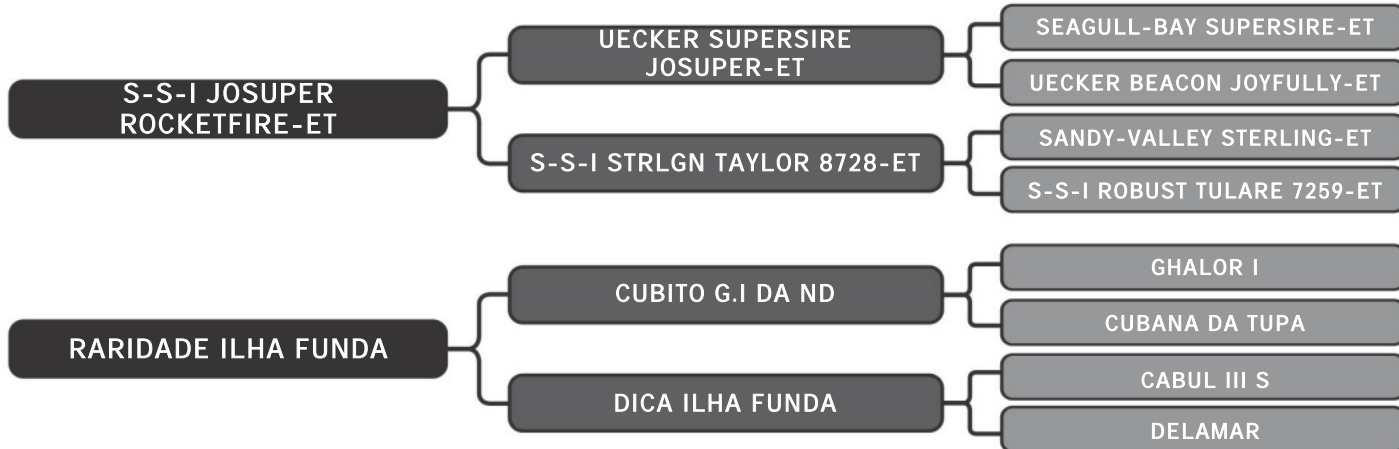 S-S-I JOSUPER
ROCKETFIRE-ET
UECKER SUPERSIRE
JOSUPER-ET
SEAGULL-BAY SUPERSIRE-ET
UECKER BEACON JOYFULLY-ET
S-S-I STRLGN TAYLOR 8728-ET
SANDY-VALLEY STERLING-ET
S-S-I ROBUST TULARE 7259-ET
RARIDADE ILHA FUNDA
CUBITO G.I DA ND
GHALOR I
CUBANA DA TUPA
DICA ILHA FUNDA
CABUL III S
DELAMAR